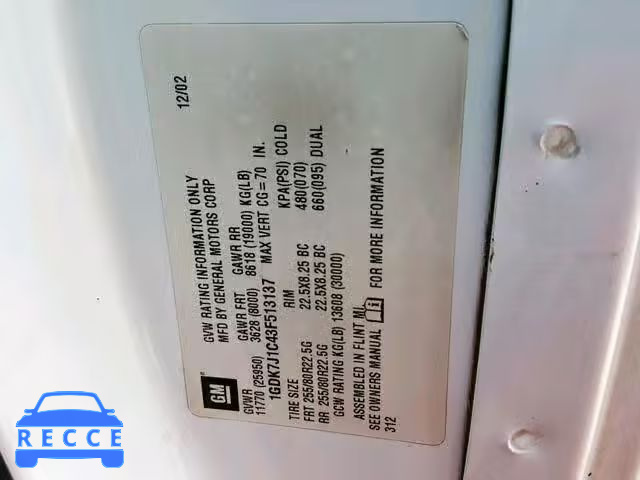 12/02
GVW RATING INFORMATION ONLY
MFD BY GENERAL MOTORS CORP
GM
GVWR GAWR FRT GAWR RR
11770 (25950) 3628 (8000) 8618 (19000) KG(LB)
1GDK7J1C43F513137 MAX VERT CG=70 IN.
TIRE SIZE RIM KPA(PSI) COLD
FRT 255/80R22.5G 22.5X8.25 BC 480(070)
RR 255/80R22.5G 22.5X8.25 BC 660(095) DUAL
GCW RATING KG(LB) 13608 (30000)
ASSEMBLED IN FLINT MI.
SEE OWNERS MANUAL FOR MORE INFORMATION
312
RECCE